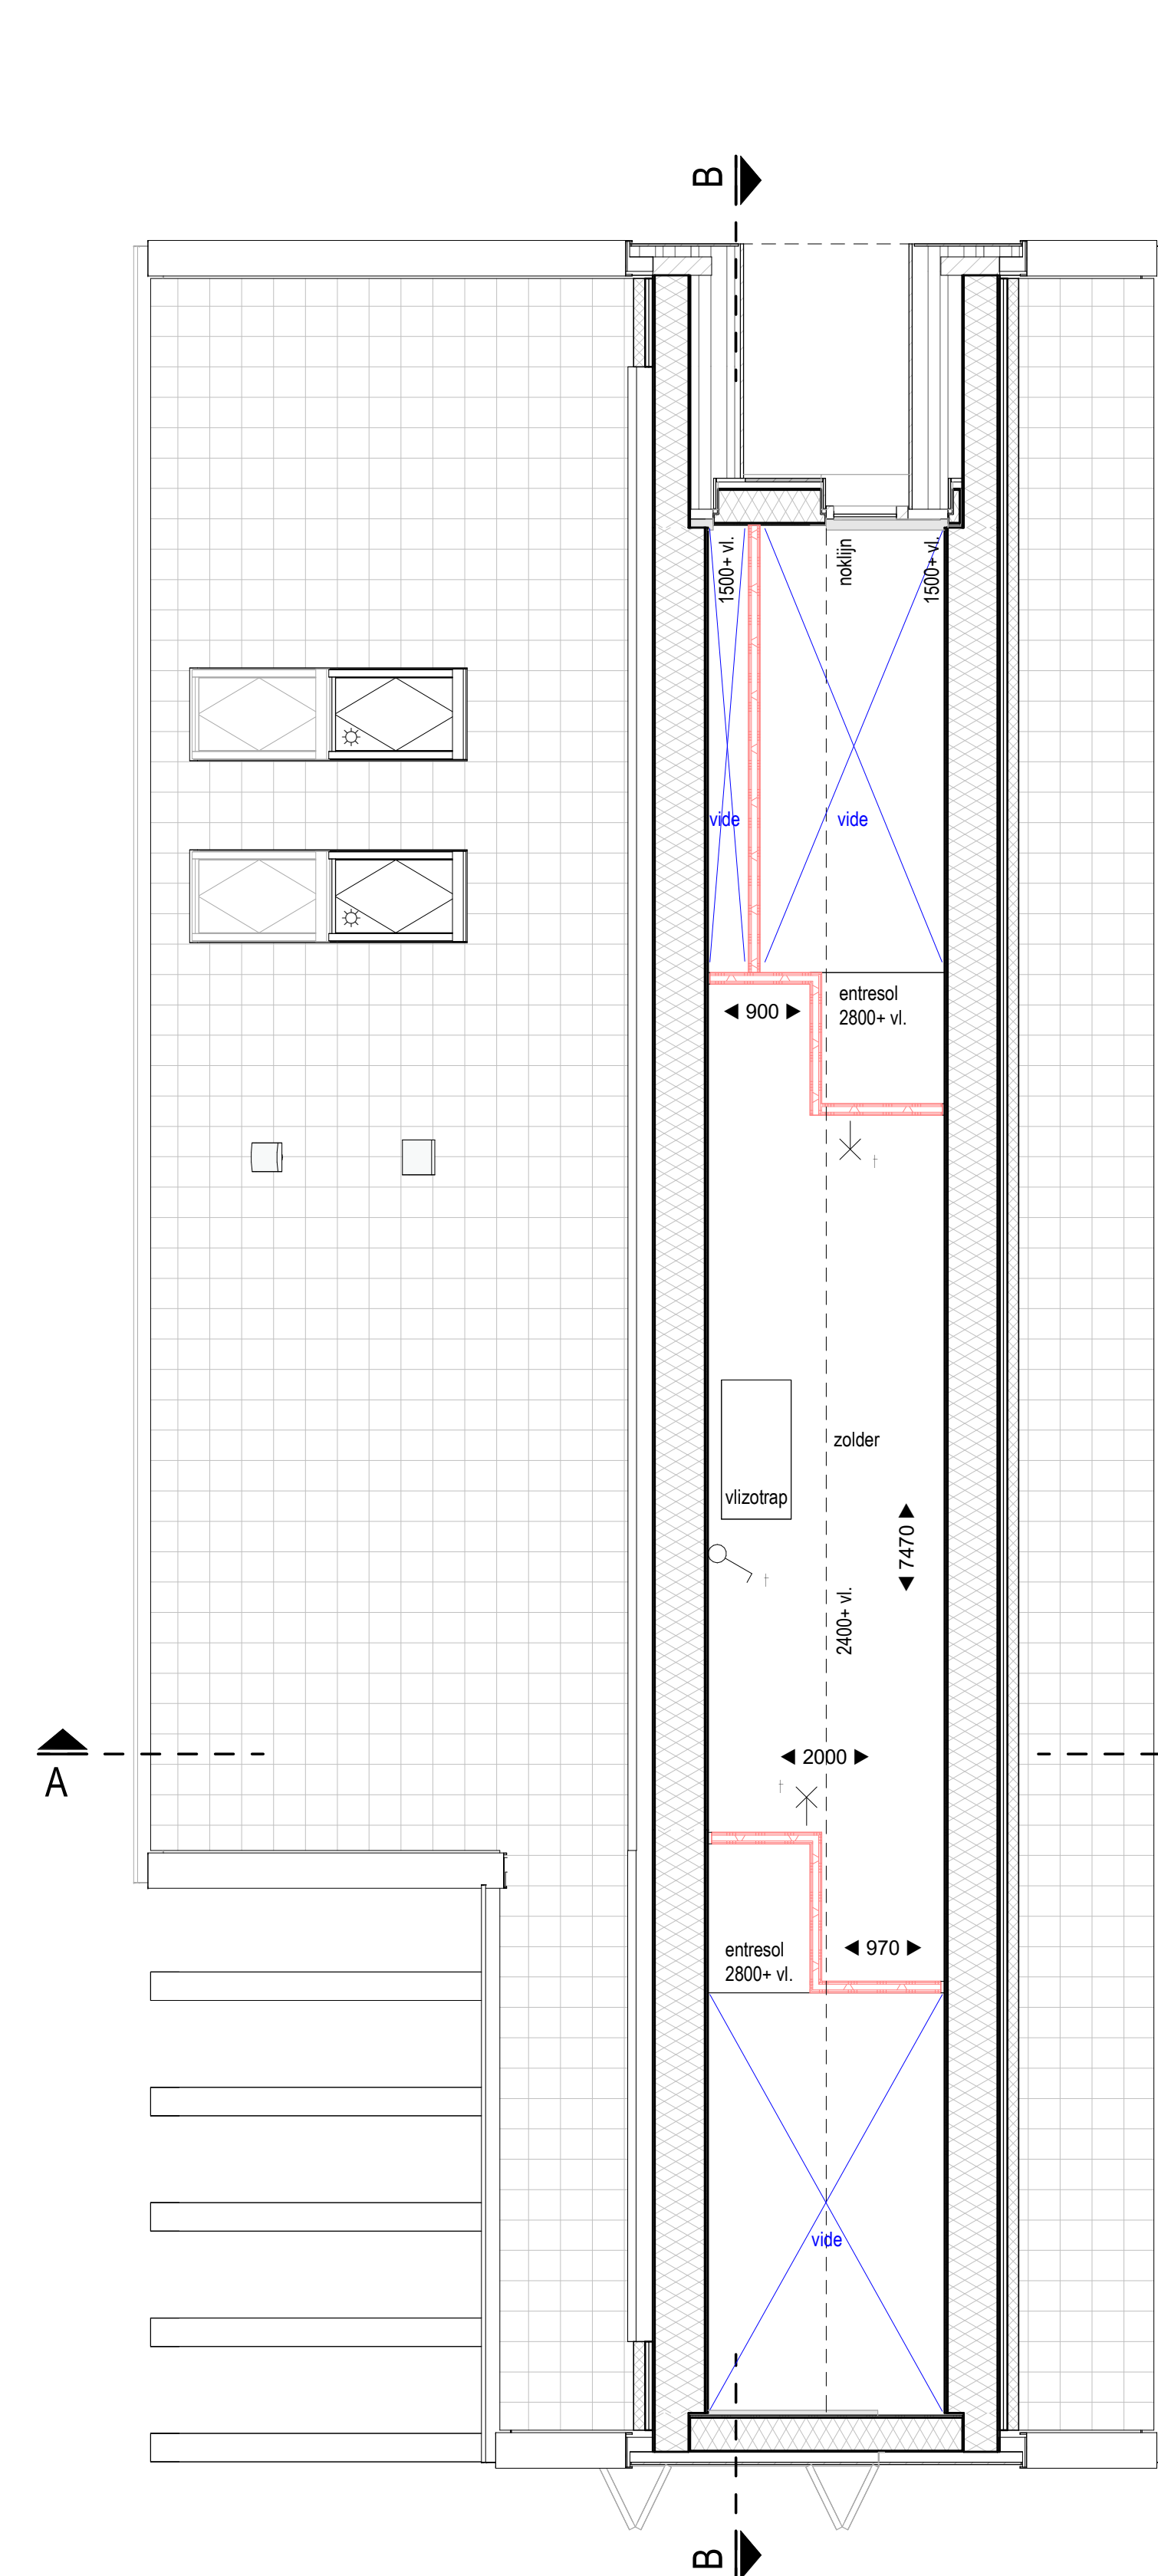 B
1500+ vl.
noklijn
1500+ vl.
vide
vide
entresol
2800+ vl.
900
zolder
vlizotrap
7470
2400+ vl.
2000
A
entresol
2800+ vl.
970
vide
B